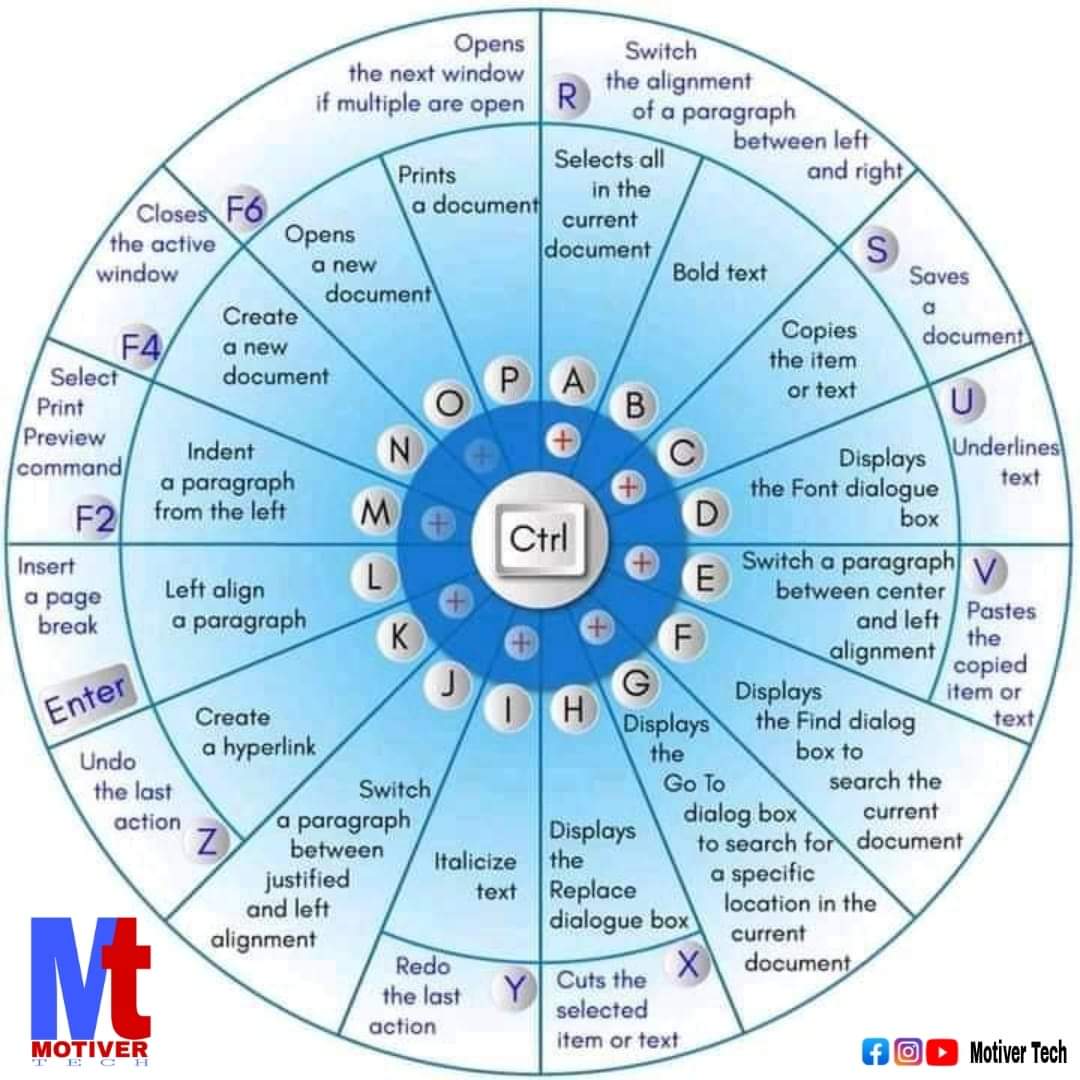 Ctrl
A
Selects all
in the
current
document
B
Bold text
C
Copies
the item
or text
D
Displays
the Font dialogue
box
E
Switch a paragraph
between center
and left
alignment
F
Displays
the Find dialog
box to
search the
current
document
G
Displays
the
Go To
dialog box
to search for
a specific
location in the
current
document
H
Displays
the
Replace
dialogue box
I
Italicize
text
J
Switch
a paragraph
between
justified
and left
alignment
K
Create
a hyperlink
L
Left align
a paragraph
M
Indent
a paragraph
from the left
N
Create
a new
document
O
Opens
a new
document
P
Prints
a document
R
Switch
the alignment
of a paragraph
between left
and right
S
Saves
a
document
U
Underlines
text
V
Pastes
the
copied
item or
text
X
Cuts the
selected
item or text
Y
Redo
the last
action
Z
Undo
the last
action
Enter
Insert
a page
break
F2
Select
Print
Preview
command
F4
Closes
the active
window
F6
Opens
the next window
if multiple are open
+
+
+
+
+
+
+
+
Mt
MOTIVER
TECH
Motiver Tech